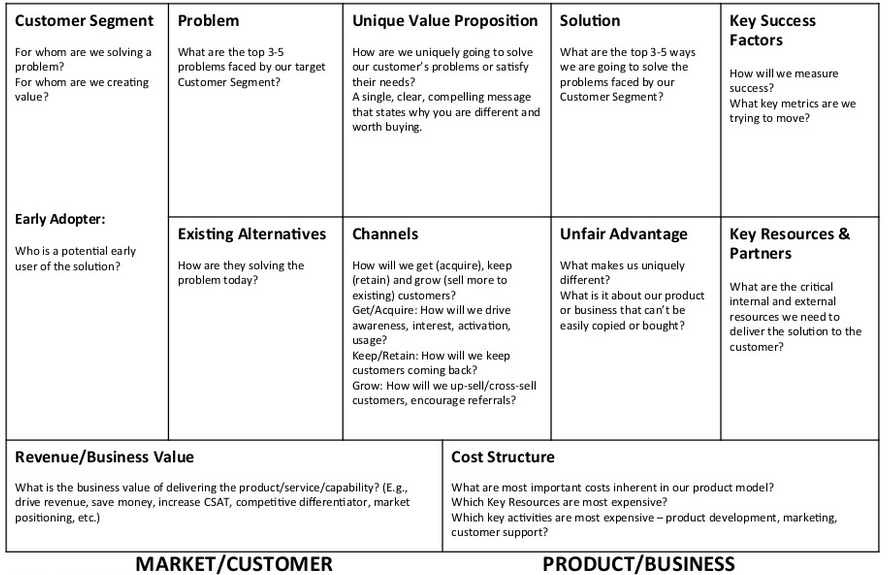 Customer Segment
For whom are we solving a
problem?
For whom are we creating
value?
Early Adopter:
Who is a potential early
user of the solution?
Problem
What are the top 3-5
problems faced by our target
Customer Segment?
Existing Alternatives
How are they solving the
problem today?
Unique Value Proposition
How are we uniquely going to solve
our customer's problems or satisfy
their needs?
A single, clear, compelling message
that states why you are different and
worth buying.
Channels
How will we get (acquire), keep
(retain) and grow (sell more to
existing) customers?
Get/Acquire: How will we drive
awareness, interest, activation,
usage?
Keep/Retain: How will we keep
customers coming back?
Grow: How will we up-sell/cross-sell
customers, encourage referrals?
Solution
What are the top 3-5 ways
we are going to solve the
problems faced by our
Customer Segment?
Unfair Advantage
What makes us uniquely
different?
What is it about our product
or business that can't be
easily copied or bought?
Key Success
Factors
How will we measure
success?
What key metrics are we
trying to move?
Key Resources &
Partners
What are the critical
internal and external
resources we need to
deliver the solution to the
customer?
Revenue/Business Value
What is the business value of delivering the product/service/capability? (E.g.,
drive revenue, save money, increase CSAT, competitive differentiator, market
positioning, etc.)
Cost Structure
What are most important costs inherent in our product model?
Which Key Resources are most expensive?
Which key activities are most expensive – product development, marketing,
customer support?
MARKET/CUSTOMER
PRODUCT/BUSINESS